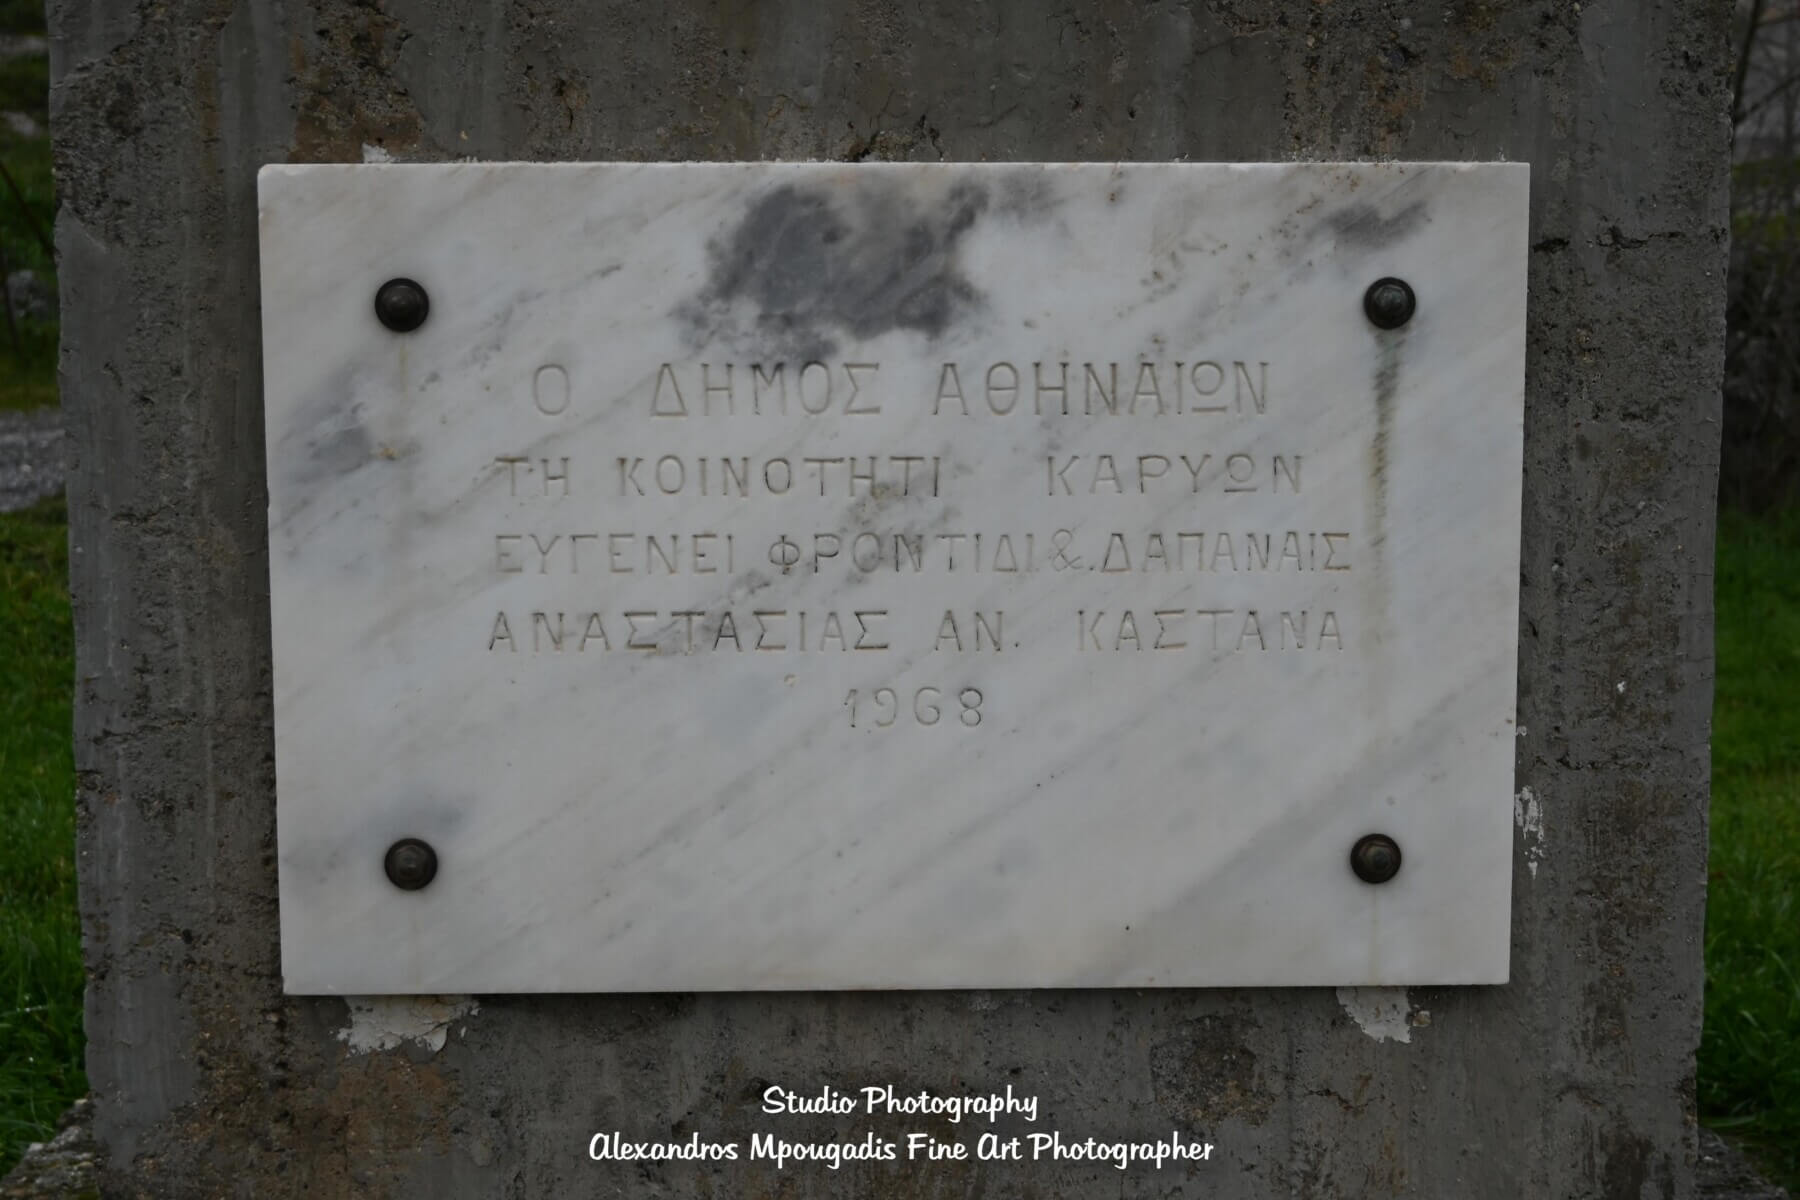 Ο ΔΗΜΟΣ ΑΘΗΝΑΙΩΝ
ΤΗ ΚΟΙΝΟΤΗΤΙ ΚΑΡΥΩΝ
ΕΥΓΕΝΕΙ ΦΡΟΝΤΙΔΙ & ΔΑΠΑΝΑΙΣ
ΑΝΑΣΤΑΣΙΑΣ ΑΝ. ΚΑΣΤΑΝΑ
1968
Studio Photography
Alexandros Mpougadis Fine Art Photographer